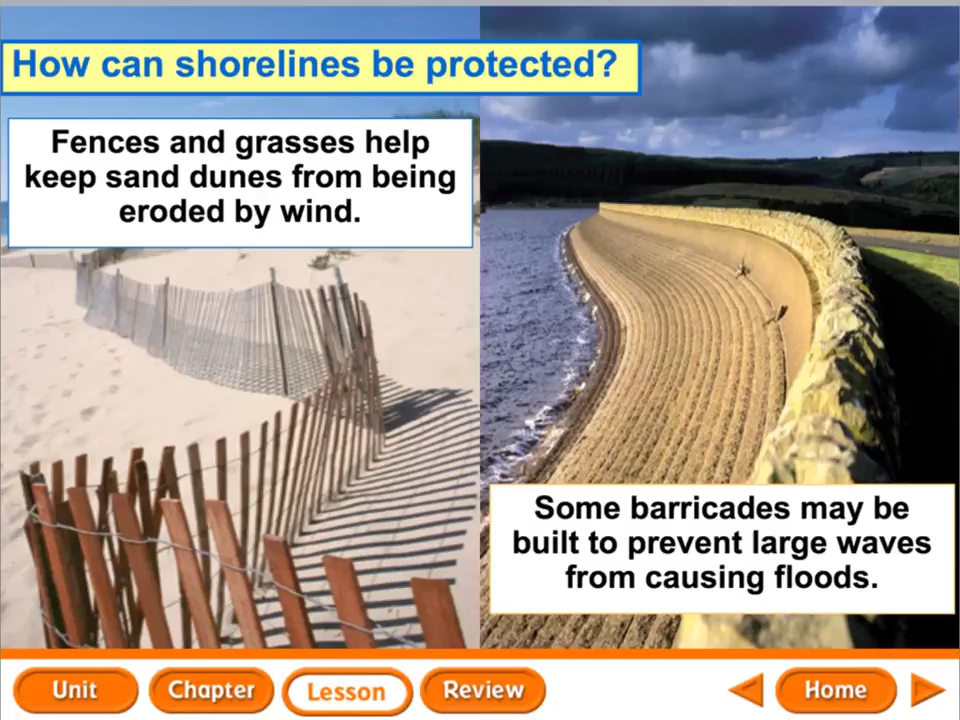 How can shorelines be protected?
Fences and grasses help
keep sand dunes from being
eroded by wind.
Some barricades may be
built to prevent large waves
from causing floods.
Unit
Chapter
Lesson
Review
Home